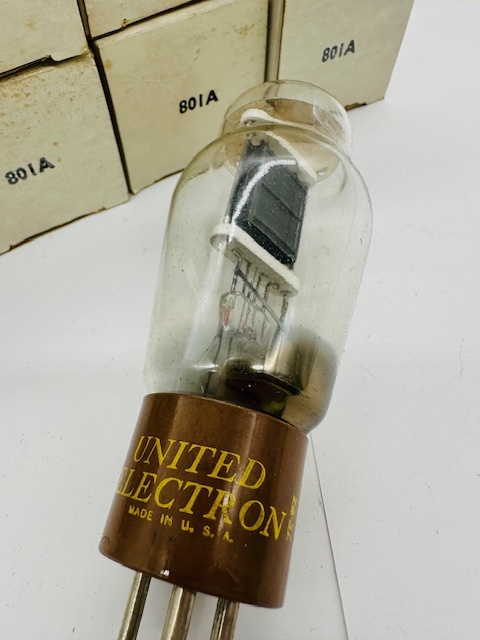 801A
801A
801A
UNITED
ELECTRON
MADE IN U.S.A.